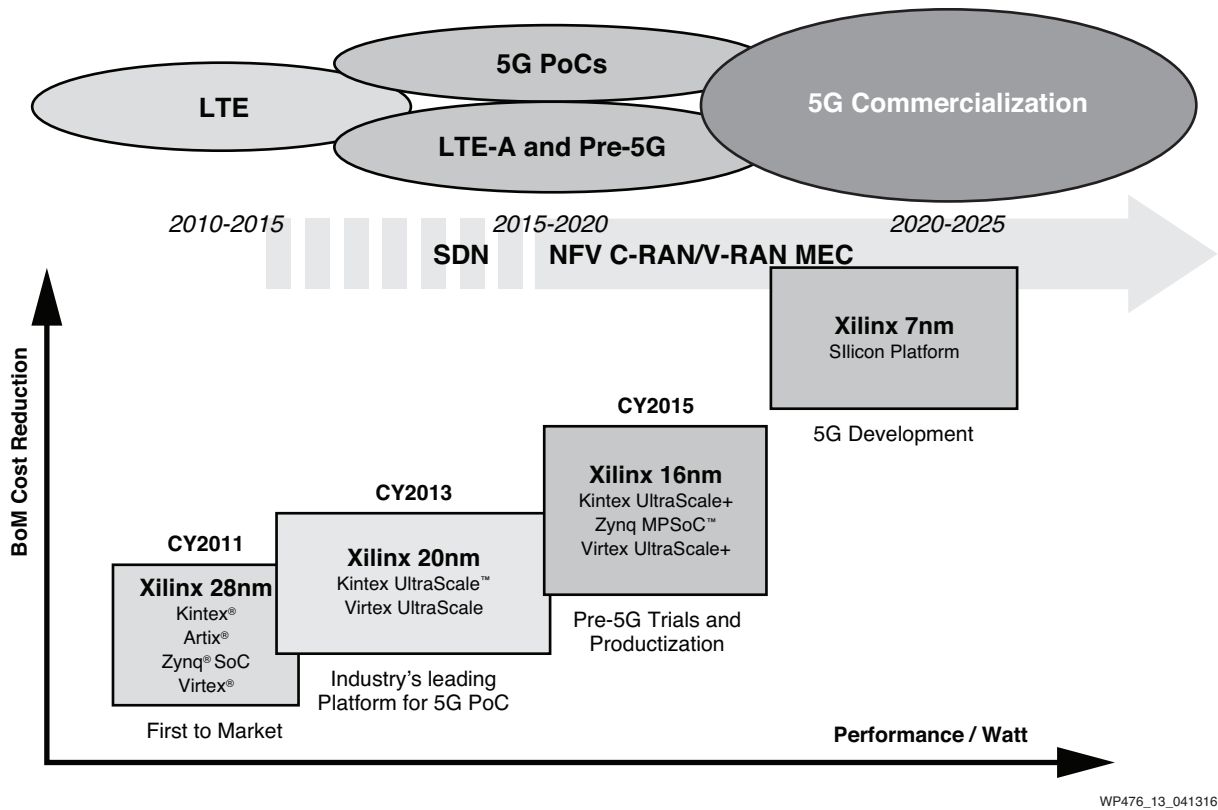 5G PoCs
LTE
5G Commercialization
LTE-A and Pre-5G
2010-2015
2015-2020
2020-2025
SDN
NFV C-RAN/V-RAN MEC
BoM Cost Reduction
Xilinx 7nm
SIlicon Platform
5G Development
CY2015
Xilinx 16nm
Kintex UltraScale+
Zynq MPSoC™
Virtex UltraScale+
Pre-5G Trials and
Productization
CY2013
Xilinx 20nm
Kintex UltraScale™
Virtex UltraScale
Industry's leading
Platform for 5G PoC
CY2011
Xilinx 28nm
Kintex®
Artix®
Zynq® SoC
Virtex®
First to Market
Performance / Watt
WP476_13_041316